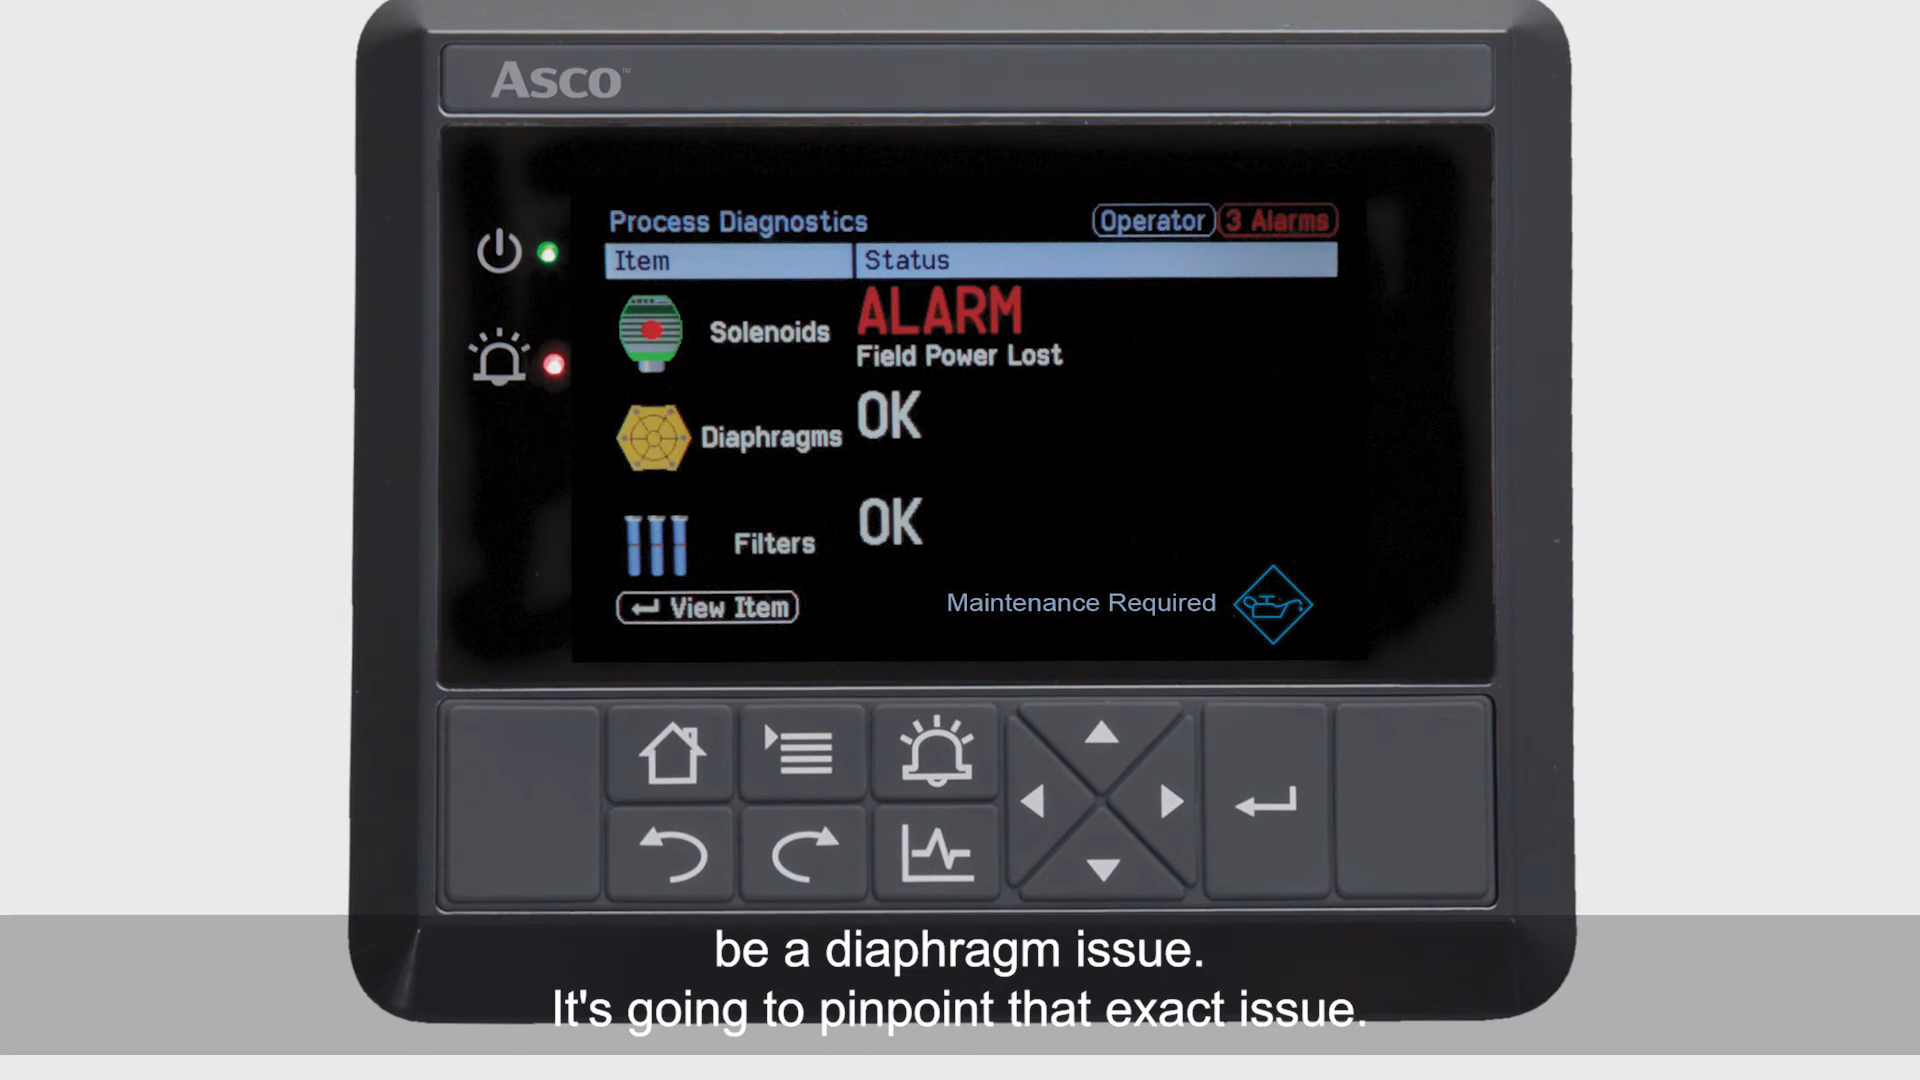 ASCO™
Process Diagnostics
Operator
3 Alarms
Item
Status
Solenoids
ALARM
Field Power Lost
Diaphragms
OK
Filters
OK
View Item
Maintenance Required
be a diaphragm issue.
It's going to pinpoint that exact issue.